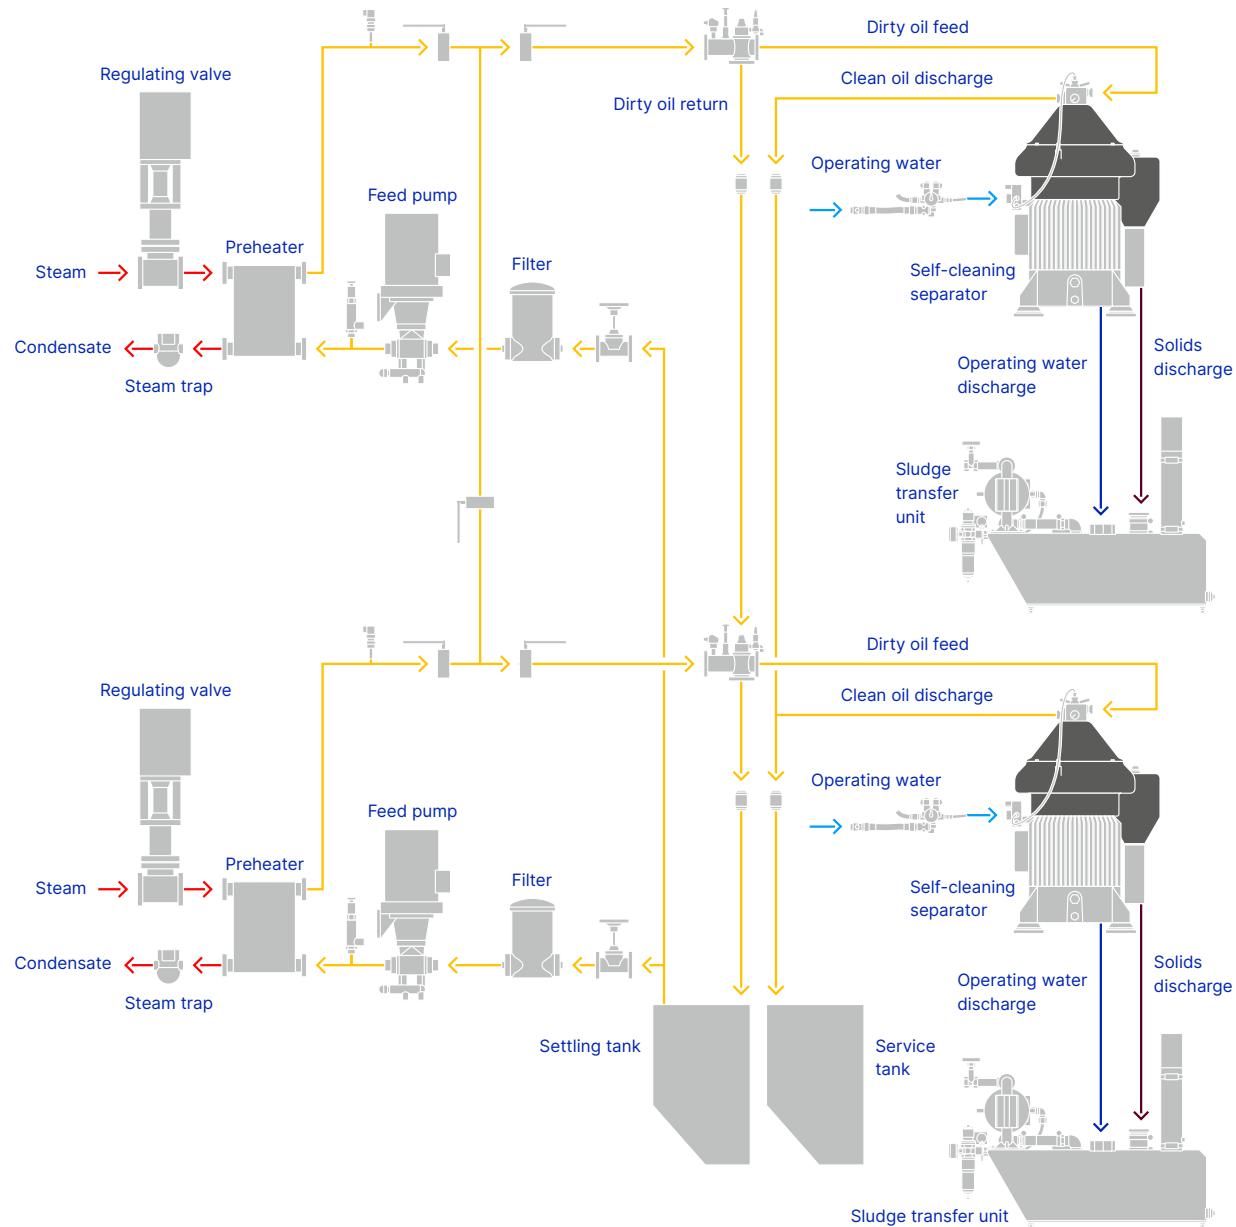 Dirty oil feed
Regulating valve
Clean oil discharge
Dirty oil return
Operating water
Feed pump
Preheater
Filter
Steam
Self-cleaning
separator
Condensate
Steam trap
Operating water
discharge
Solids
discharge
Sludge
transfer
unit
Dirty oil feed
Regulating valve
Clean oil discharge
Operating water
Feed pump
Preheater
Filter
Steam
Self-cleaning
separator
Condensate
Steam trap
Operating water
discharge
Solids
discharge
Settling tank
Service
tank
Sludge transfer unit